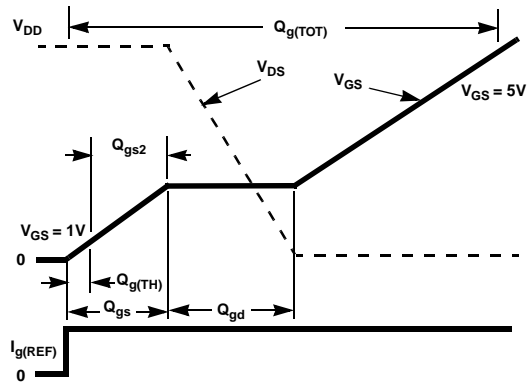 V_DD
Q_g(TOT)
V_DS
V_GS
V_GS = 5V
Q_gs2
V_GS = 1V
0
Q_g(TH)
Q_gs
Q_gd
I_g(REF)
0